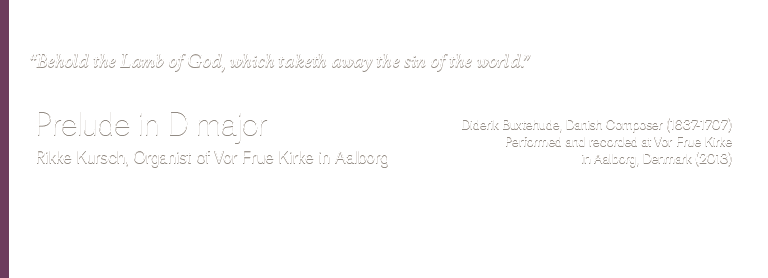 "Behold the Lamb of God, which taketh away the sin of the world."
Prelude in D major
Rikke Kursch, Organist of Vor Frue Kirke in Aalborg
Diderik Buxtehude, Danish Composer (1637-1707)
Performed and recorded at Vor Frue Kirke
in Aalborg, Denmark (2013)